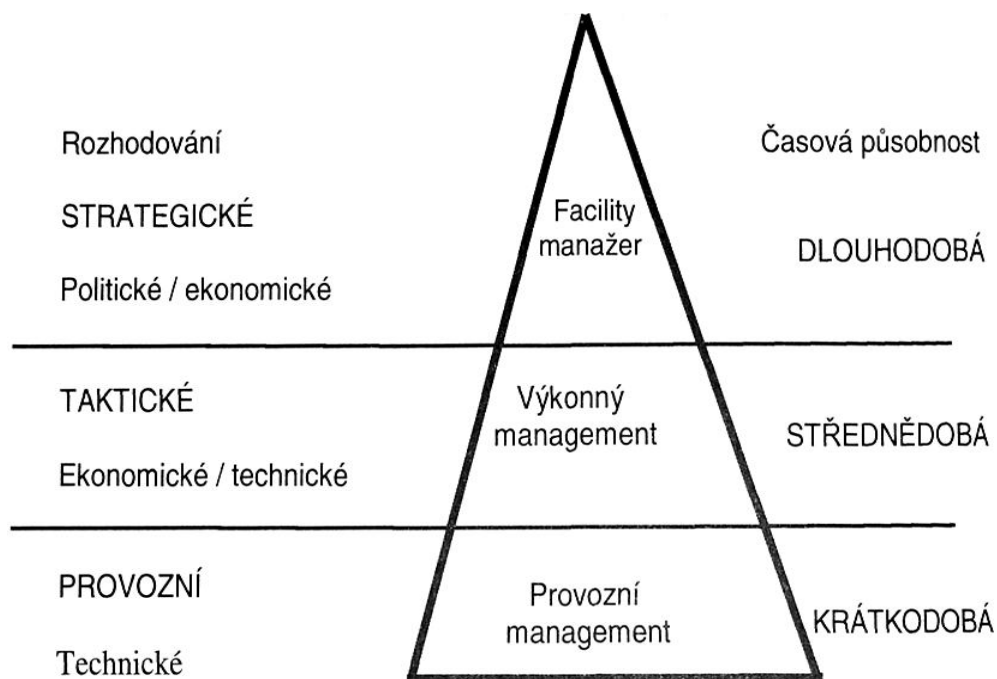 Rozhodování
Časová působnost
STRATEGICKÉ
Facility
manažer
DLOUHODOBÁ
Politické / ekonomické
TAKTICKÉ
Výkonný
management
STŘEDNĚDOBÁ
Ekonomické / technické
PROVOZNÍ
Provozní
management
KRÁTKODOBÁ
Technické